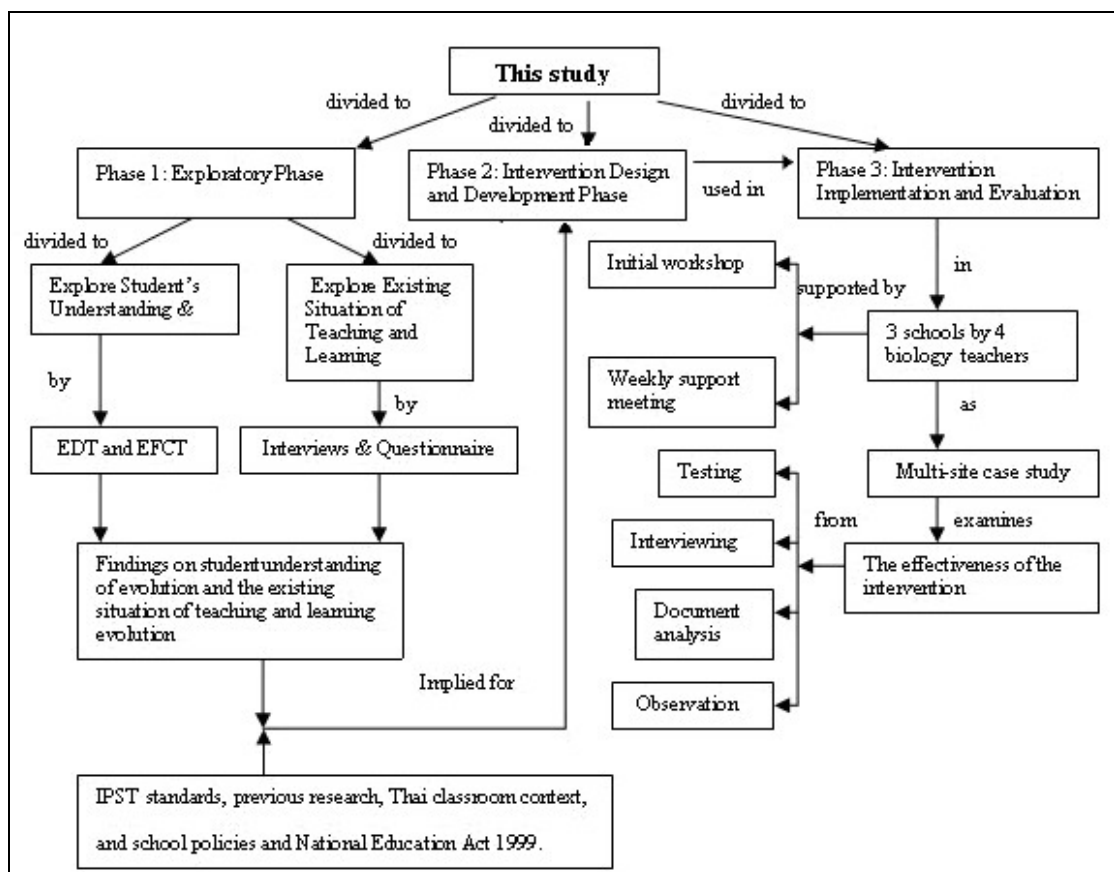 This study
divided to
divided to
divided to
Phase 1: Exploratory Phase
Phase 2: Intervention Design
and Development Phase
used in
Phase 3: Intervention
Implementation and Evaluation
divided to
divided to
Explore Student's
Understanding &
Explore Existing
Situation of
Teaching and
Learning
Initial workshop
in
supported by
3 schools by 4
biology teachers
by
by
Weekly support
meeting
as
EDT and EFCT
Interviews & Questionnaire
Testing
Multi-site case study
from
examines
Interviewing
Findings on student understanding
of evolution and the existing
situation of teaching and learning
evolution
The effectiveness of the
intervention
Document
analysis
Implied for
Observation
IPST standards, previous research, Thai classroom context,
and school policies and National Education Act 1999.